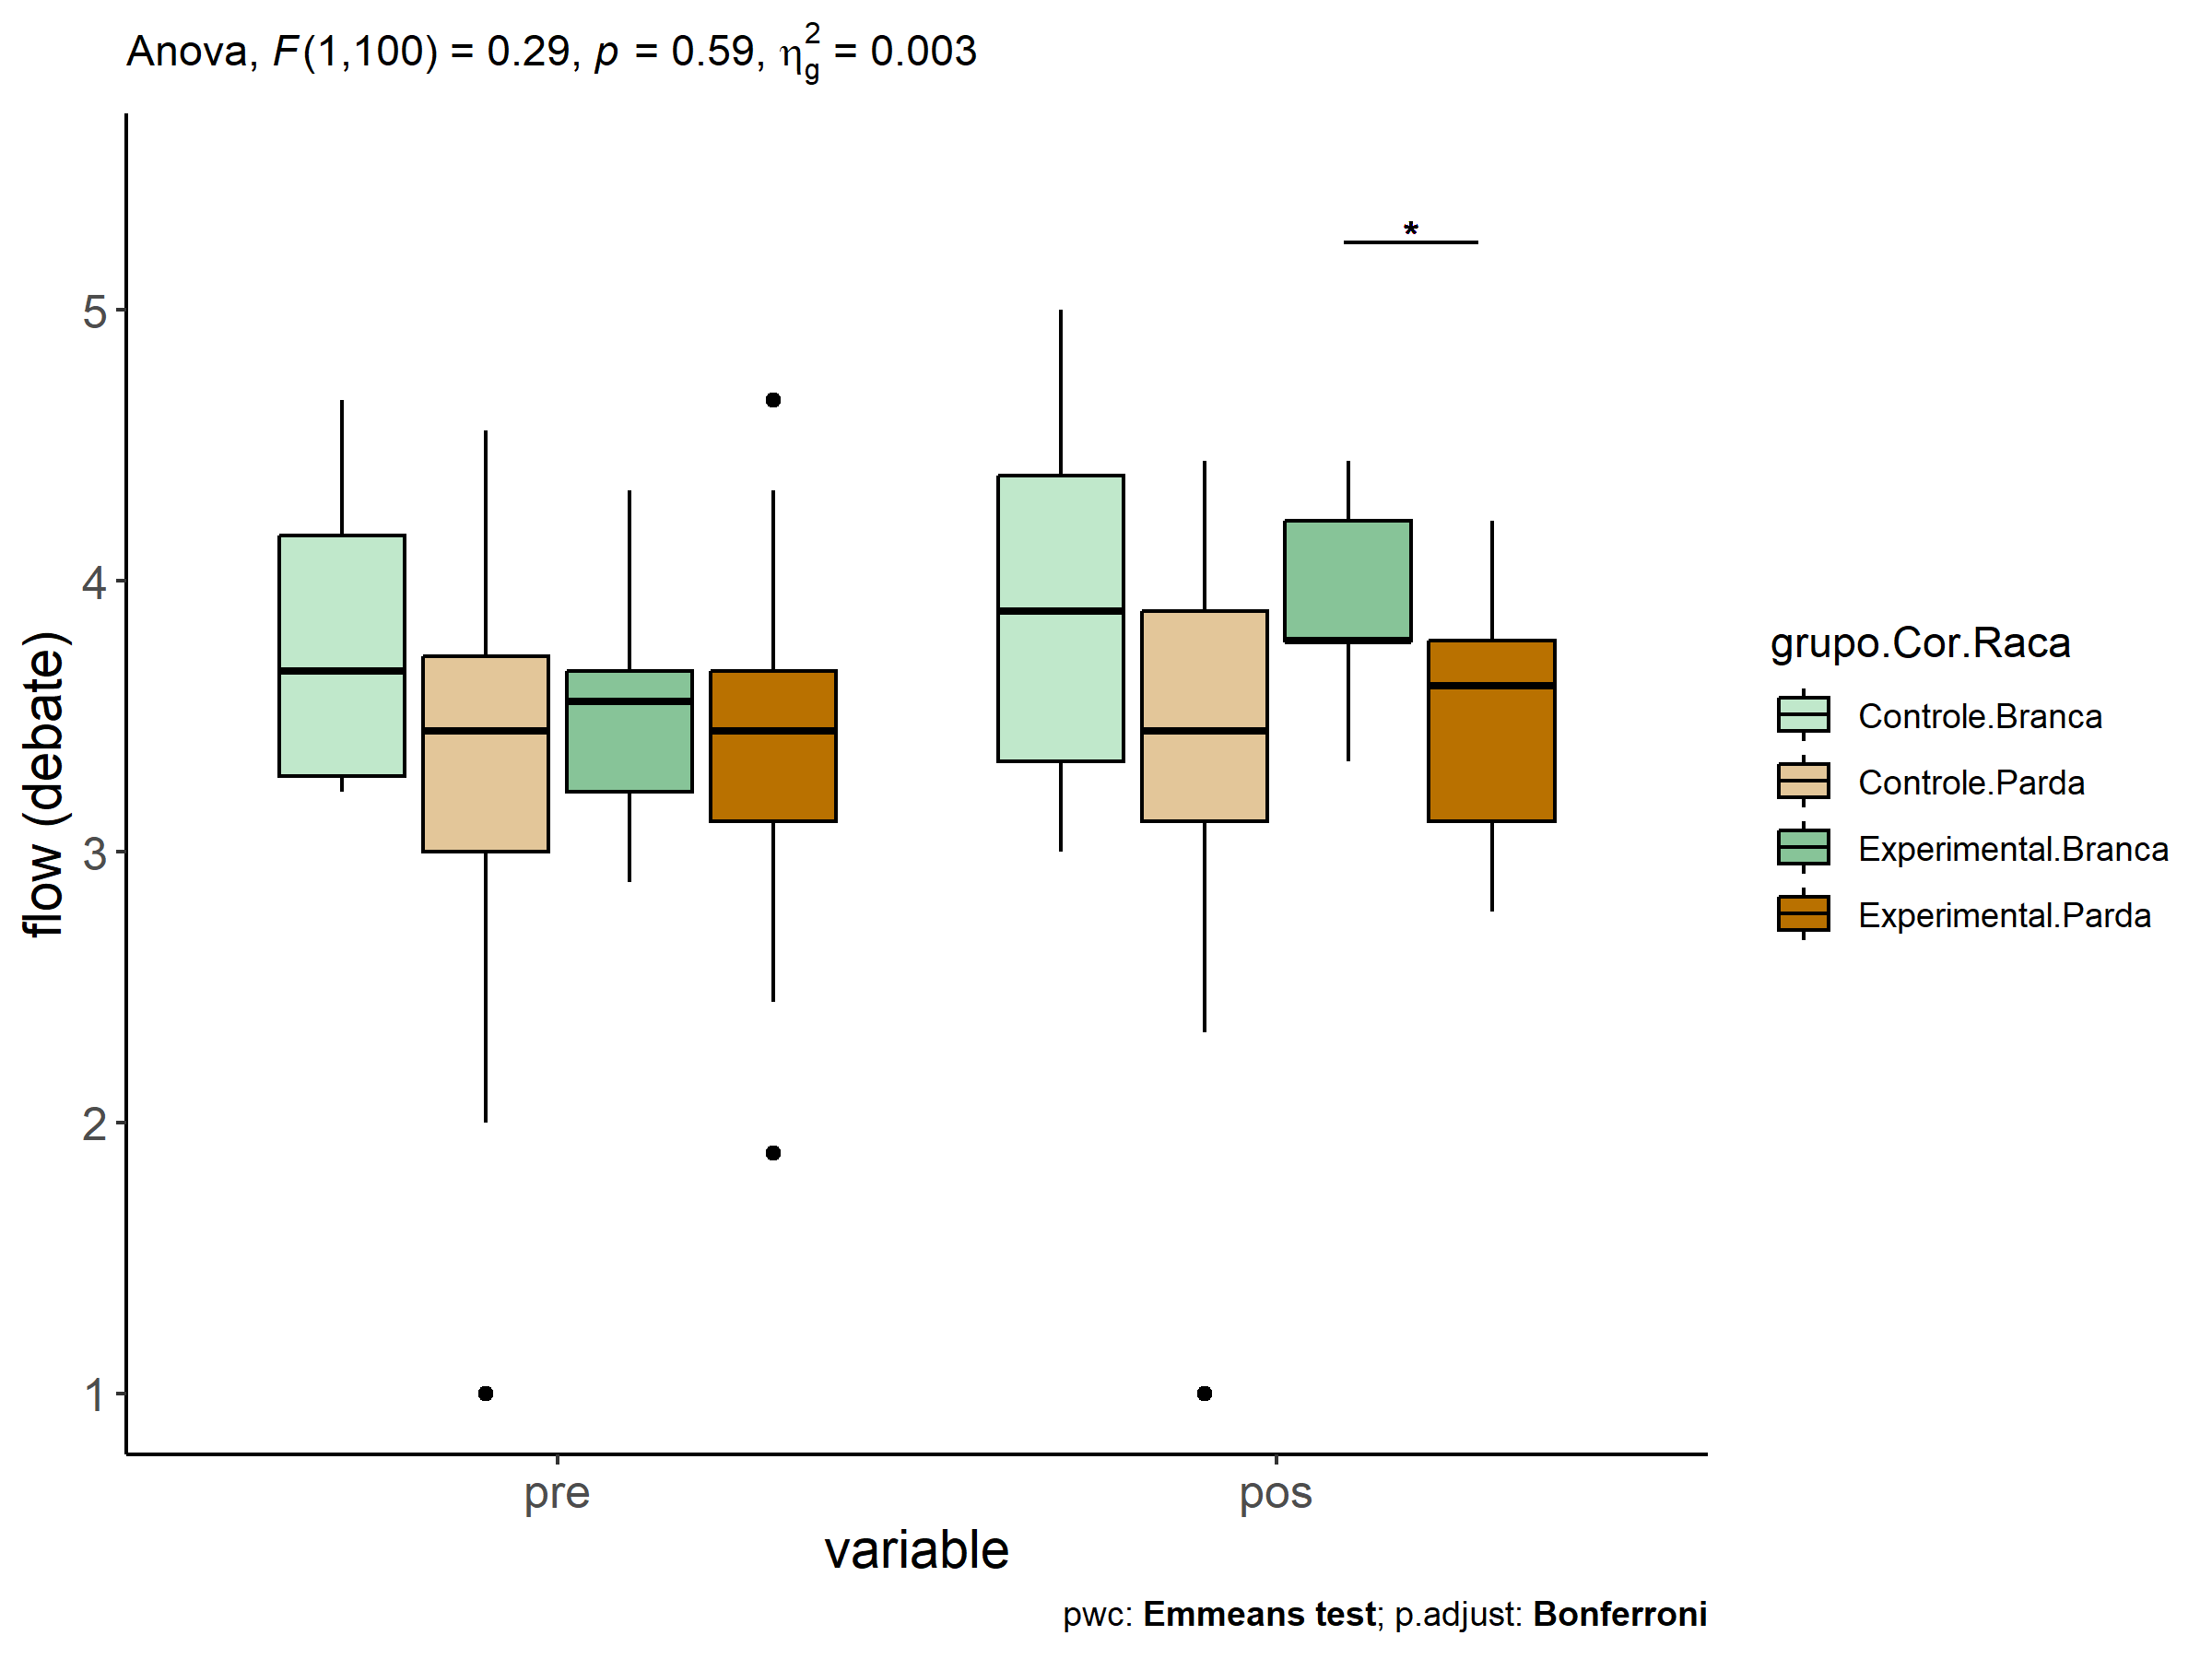 Anova, F(1,100) = 0.29, p = 0.59, η²g = 0.003
*
5
4
3
2
1
flow (debate)
pre
pos
variable
grupo.Cor.Raca
Controle.Branca
Controle.Parda
Experimental.Branca
Experimental.Parda
pwc: Emmeans test; p.adjust: Bonferroni